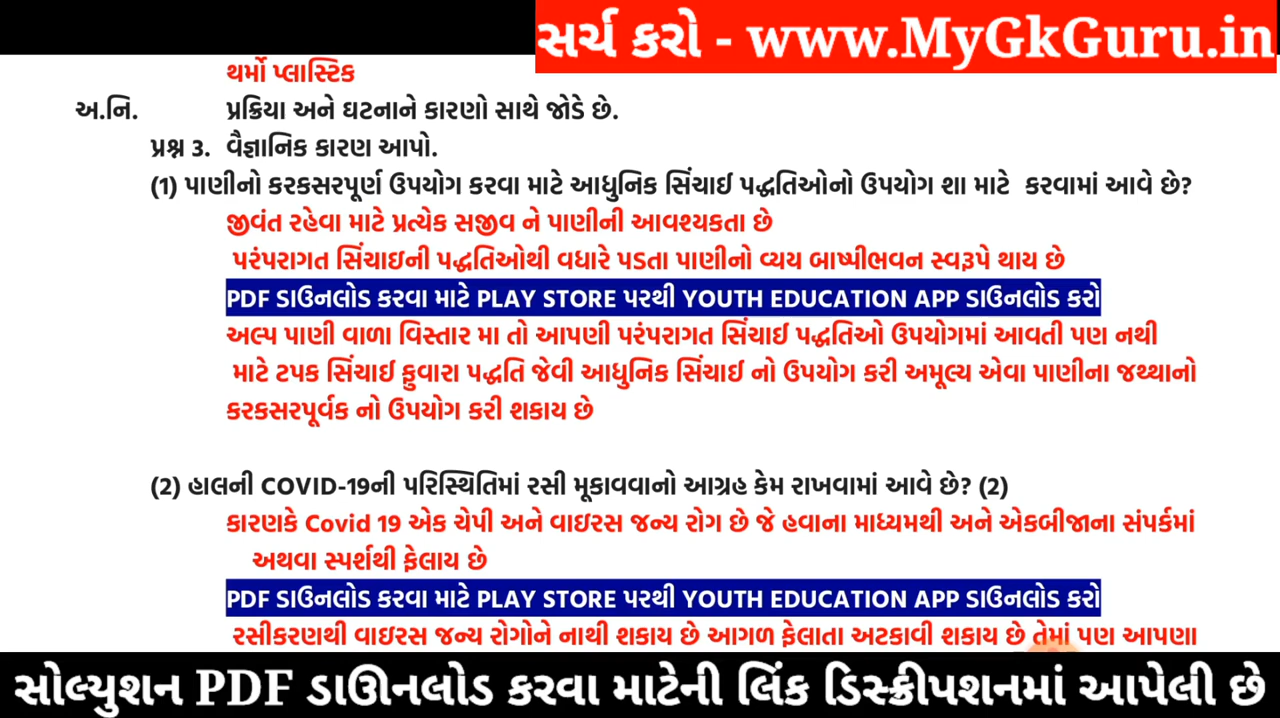 સર્ચ કરો - www.MyGkGuru.in
થર્મો પ્લાસ્ટિક
અ.નિ. પ્રક્રિયા અને ઘટનાને કારણો સાથે જોડે છે.
પ્રશ્ન 3. વૈજ્ઞાનિક કારણ આપો.
(1) પાણીનો કરકસરપૂર્ણ ઉપયોગ કરવા માટે આધુનિક સિંચાઈ પદ્ધતિઓનો ઉપયોગ શા માટે કરવામાં આવે છે?
જીવંત રહેવા માટે પ્રત્યેક સજીવ ને પાણીની આવશ્યકતા છે
પરંપરાગત સિંચાઇની પદ્ધતિઓથી વધારે પડતા પાણીનો વ્યય બાષ્પીભવન સ્વરૂપે થાય છે
PDF ડાઉનલોડ કરવા માટે PLAY STORE પરથી YOUTH EDUCATION APP ડાઉનલોડ કરો
અલ્પ પાણી વાળા વિસ્તાર મા તો આપણી પરંપરાગત સિંચાઈ પદ્ધતિઓ ઉપયોગમાં આવતી પણ નથી
માટે ટપક સિંચાઈ ફુવારા પદ્ધતિ જેવી આધુનિક સિંચાઈ નો ઉપયોગ કરી અમૂલ્ય એવા પાણીના જથ્થાનો
કરકસરપૂર્વક નો ઉપયોગ કરી શકાય છે
(2) હાલની COVID-19ની પરિસ્થિતિમાં રસી મૂકાવવાનો આગ્રહ કેમ રાખવામાં આવે છે? (2)
કારણકે Covid 19 એક ચેપી અને વાઇરસ જન્ય રોગ છે જે હવાના માધ્યમથી અને એકબીજાના સંપર્કમાં
અથવા સ્પર્શથી ફેલાય છે
PDF ડાઉનલોડ કરવા માટે PLAY STORE પરથી YOUTH EDUCATION APP ડાઉનલોડ કરો
રસીકરણથી વાઇરસ જન્ય રોગોને નાથી શકાય છે આગળ ફેલાતા અટકાવી શકાય છે તેમાં પણ આપણા
સોલ્યુશન PDF ડાઊનલોડ કરવા માટેની લિંક ડિસ્ક્રીપશનમાં આપેલી છે